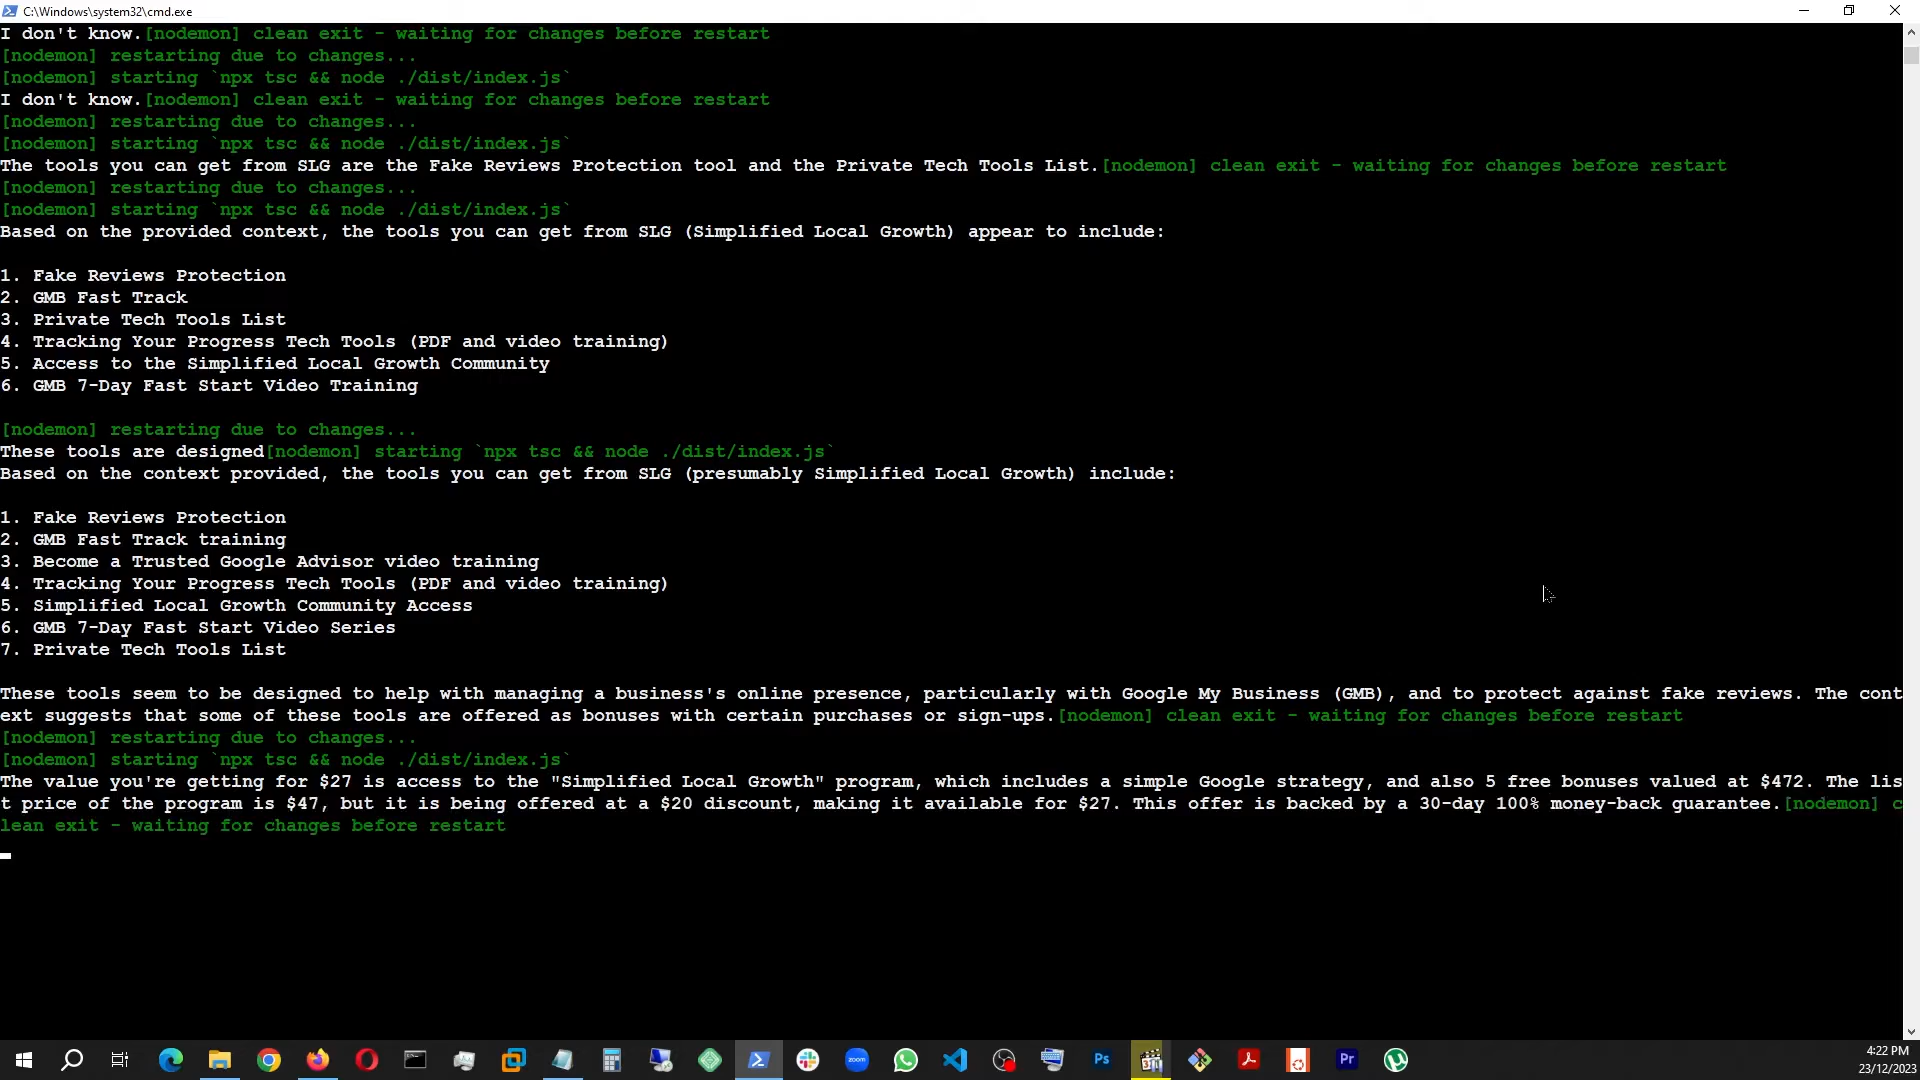 C:\Windows\system32\cmd.exe
I don't know.[nodemon] clean exit - waiting for changes before restart
[nodemon] restarting due to changes...
[nodemon] starting `npx tsc && node ./dist/index.js`
I don't know.[nodemon] clean exit - waiting for changes before restart
[nodemon] restarting due to changes...
[nodemon] starting `npx tsc && node ./dist/index.js`
The tools you can get from SLG are the Fake Reviews Protection tool and the Private Tech Tools List.[nodemon] clean exit - waiting for changes before restart
[nodemon] restarting due to changes...
[nodemon] starting `npx tsc && node ./dist/index.js`
Based on the provided context, the tools you can get from SLG (Simplified Local Growth) appear to include:
1. Fake Reviews Protection
2. GMB Fast Track
3. Private Tech Tools List
4. Tracking Your Progress Tech Tools (PDF and video training)
5. Access to the Simplified Local Growth Community
6. GMB 7-Day Fast Start Video Training
[nodemon] restarting due to changes...
These tools are designed[nodemon] starting `npx tsc && node ./dist/index.js`
Based on the context provided, the tools you can get from SLG (presumably Simplified Local Growth) include:
1. Fake Reviews Protection
2. GMB Fast Track training
3. Become a Trusted Google Advisor video training
4. Tracking Your Progress Tech Tools (PDF and video training)
5. Simplified Local Growth Community Access
6. GMB 7-Day Fast Start Video Series
7. Private Tech Tools List
These tools seem to be designed to help with managing a business's online presence, particularly with Google My Business (GMB), and to protect against fake reviews. The cont
ext suggests that some of these tools are offered as bonuses with certain purchases or sign-ups.[nodemon] clean exit - waiting for changes before restart
[nodemon] restarting due to changes...
[nodemon] starting `npx tsc && node ./dist/index.js`
The value you're getting for $27 is access to the "Simplified Local Growth" program, which includes a simple Google strategy, and also 5 free bonuses valued at $472. The lis
t price of the program is $47, but it is being offered at a $20 discount, making it available for $27. This offer is backed by a 30-day 100% money-back guarantee.[nodemon] c
lean exit - waiting for changes before restart
zoom
Ps
Pr
4:22 PM
23/12/2023